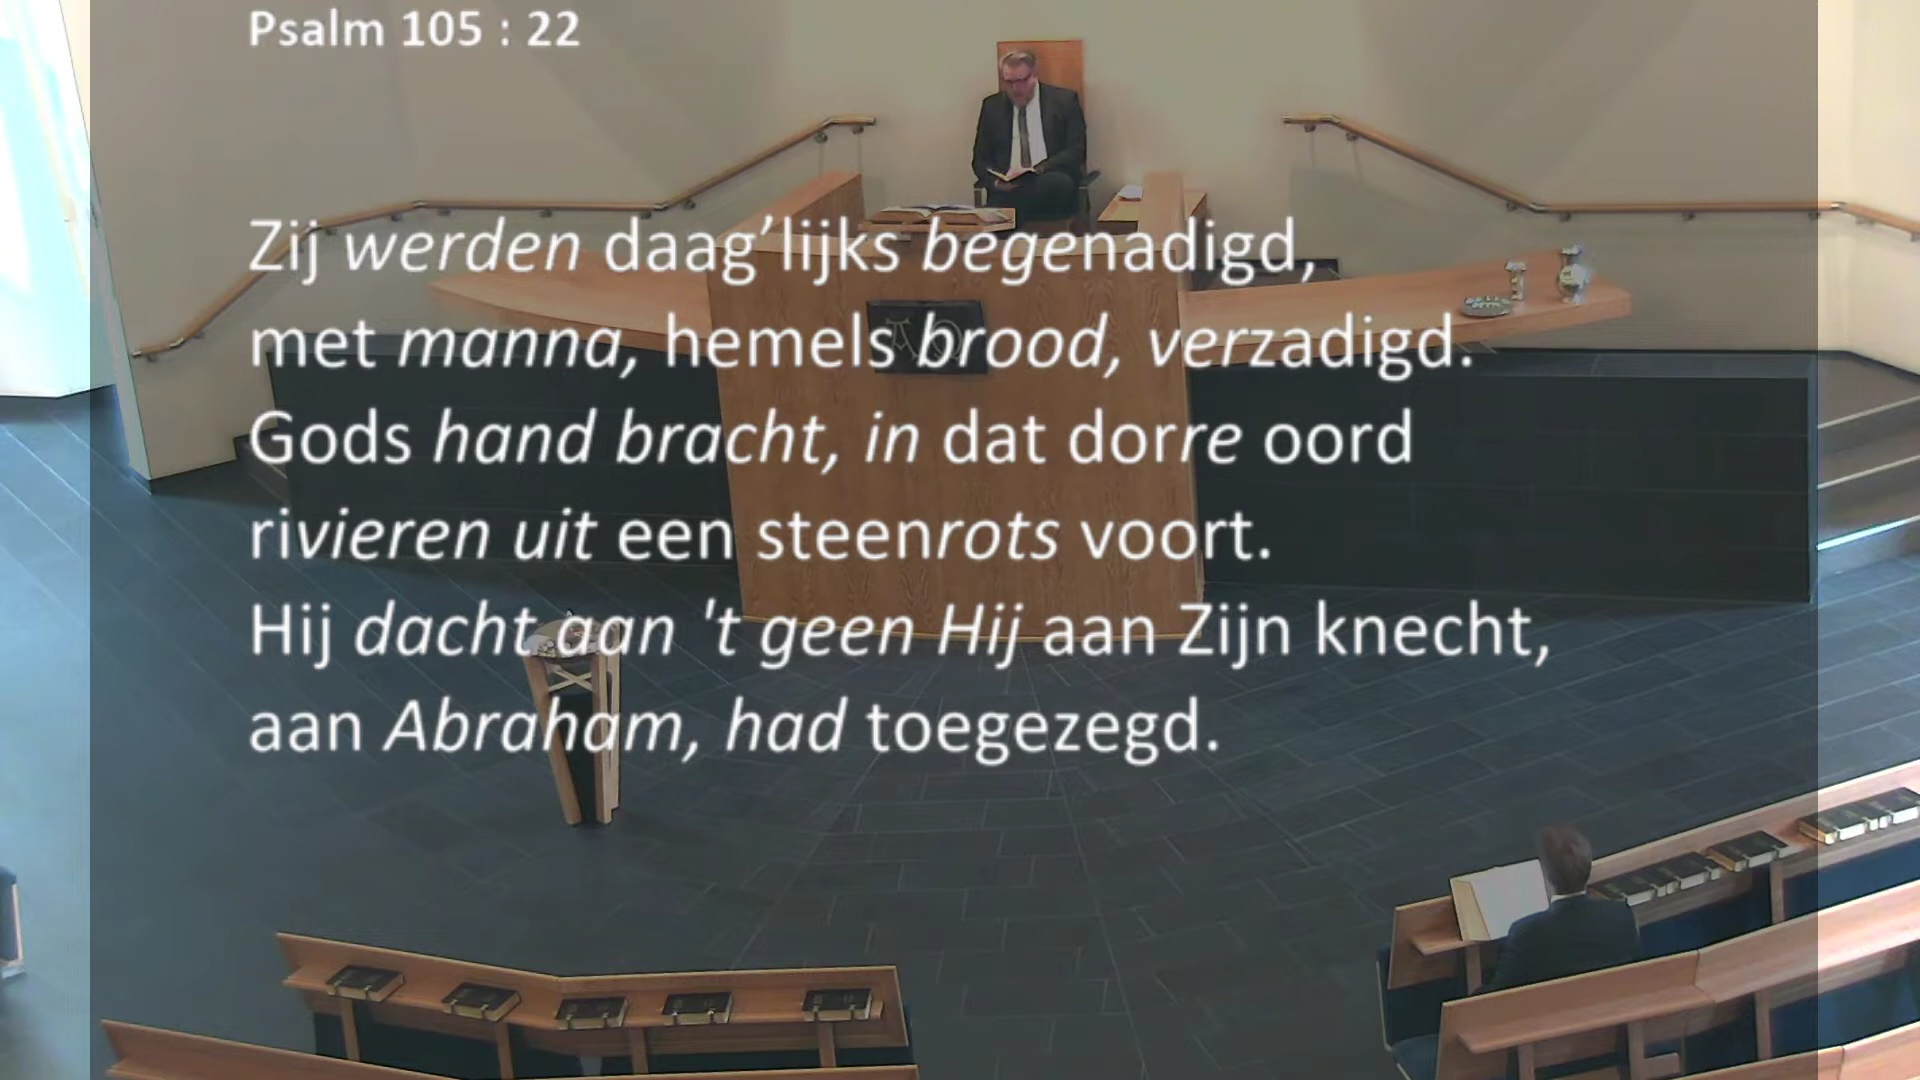 Psalm 105 : 22
Zij werden daag’lijks begenadigd,
met manna, hemels brood, verzadigd.
Gods hand bracht, in dat dorre oord
rivieren uit een steenrots voort.
Hij dacht aan 't geen Hij aan Zijn knecht,
aan Abraham, had toegezegd.